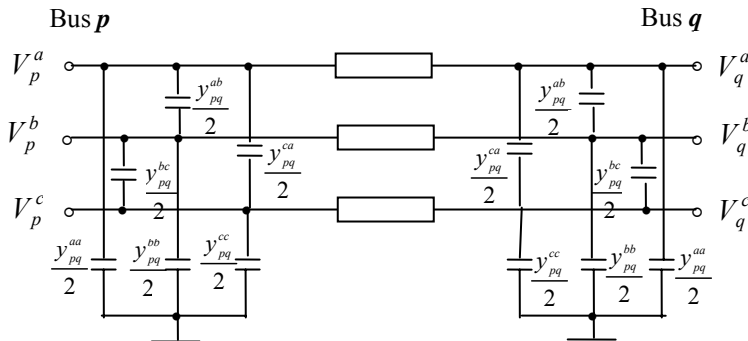 Bus p Bus q
V_p^a V_q^a
y_pq^ab/2 y_pq^ab/2
V_p^b V_q^b
y_pq^ca/2 y_pq^ca/2
y_pq^bc/2 y_pq^bc/2
V_p^c V_q^c
y_pq^aa/2 y_pq^bb/2 y_pq^cc/2 y_pq^cc/2 y_pq^bb/2 y_pq^aa/2